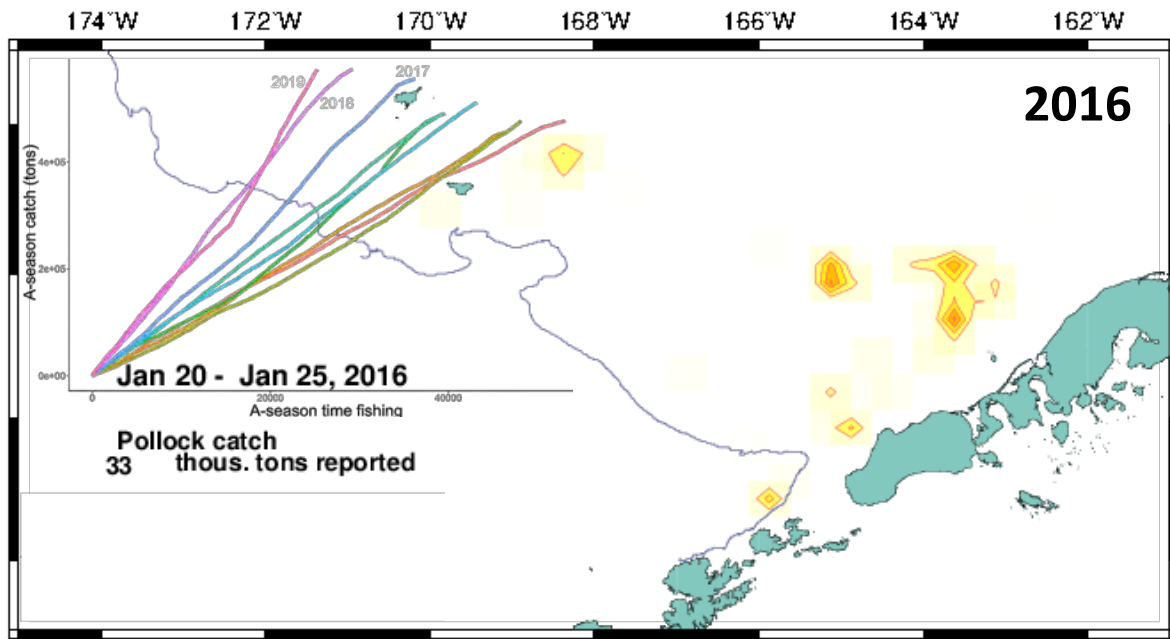 174°W 172°W 170°W 168°W 166°W 164°W 162°W
2016
2019
2018
2017
A-season catch (tons)
4e+05
2e+05
0e+00
Jan 20 - Jan 25, 2016
0 20000 40000
A-season time fishing
Pollock catch
33 thous. tons reported